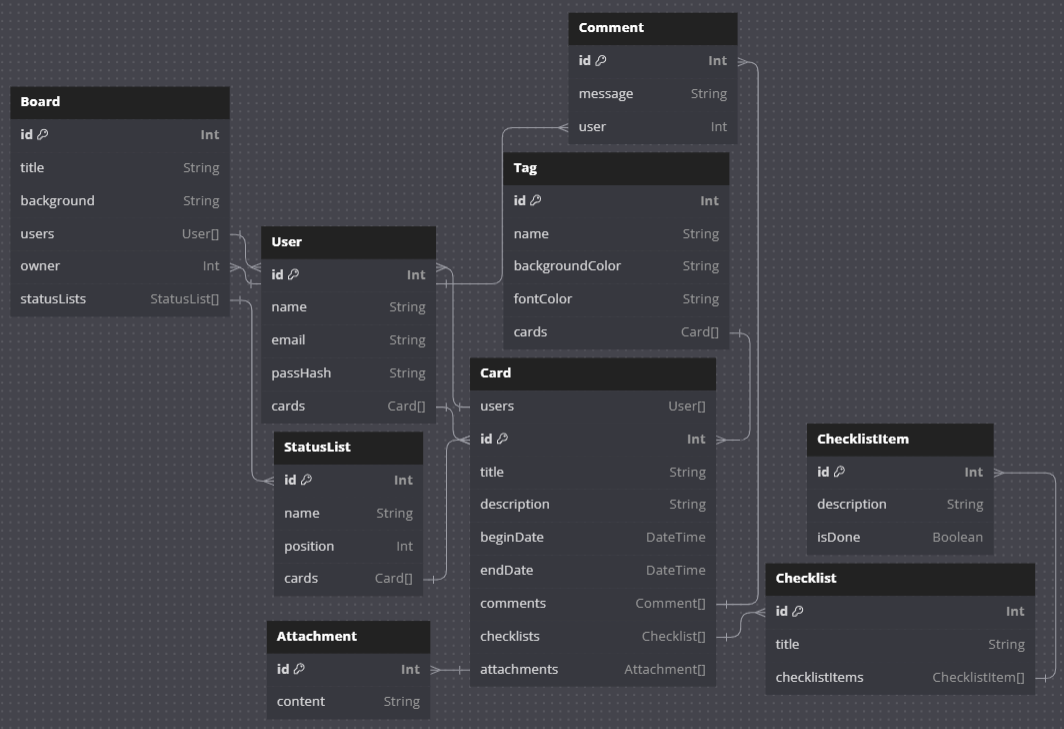 Comment
id Int
message String
user Int
Board
id Int
title String
background String
users User[]
owner Int
statusLists StatusList[]
Tag
id Int
name String
backgroundColor String
fontColor String
cards Card[]
User
id Int
name String
email String
passHash String
cards Card[]
Card
users User[]
id Int
title String
description String
beginDate DateTime
endDate DateTime
comments Comment[]
checklists Checklist[]
attachments Attachment[]
StatusList
id Int
name String
position Int
cards Card[]
ChecklistItem
id Int
description String
isDone Boolean
Checklist
id Int
title String
checklistItems ChecklistItem[]
Attachment
id Int
content String